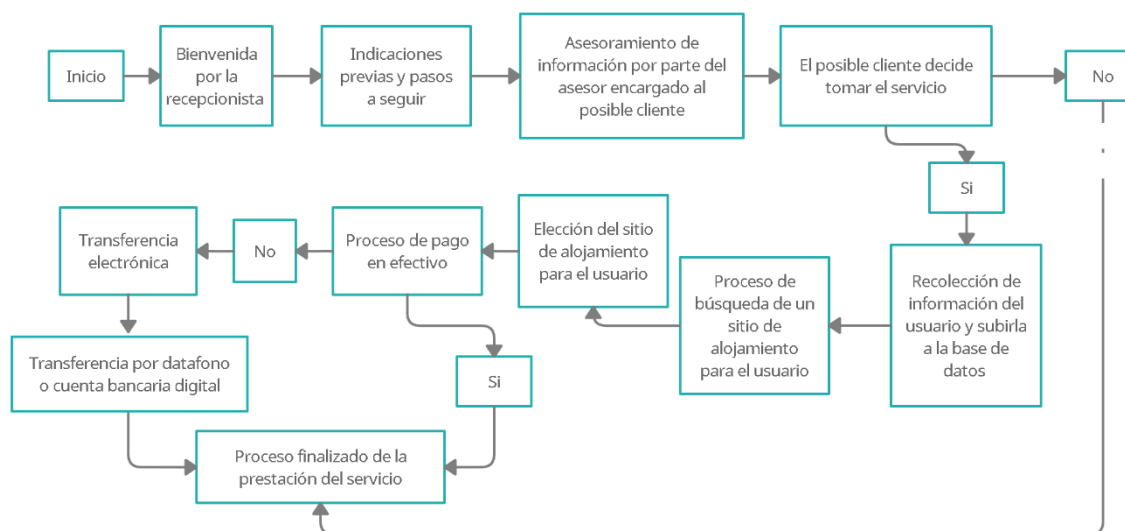 Inicio
Bienvenida
por la
recepcionista
Indicaciones
previas y pasos
a seguir
Asesoramiento de
información por parte del
asesor encargado al
posible cliente
El posible cliente decide
tomar el servicio
No
Si
Recolección de
información del
usuario y subirla
a la base de
datos
Proceso de
búsqueda de un
sitio de
alojamiento
para el usuario
Elección del sitio
de alojamiento
para el usuario
Proceso de pago
en efectivo
No
Transferencia
electrónica
Transferencia por datafono
o cuenta bancaria digital
Si
Proceso finalizado de la
prestación del servicio